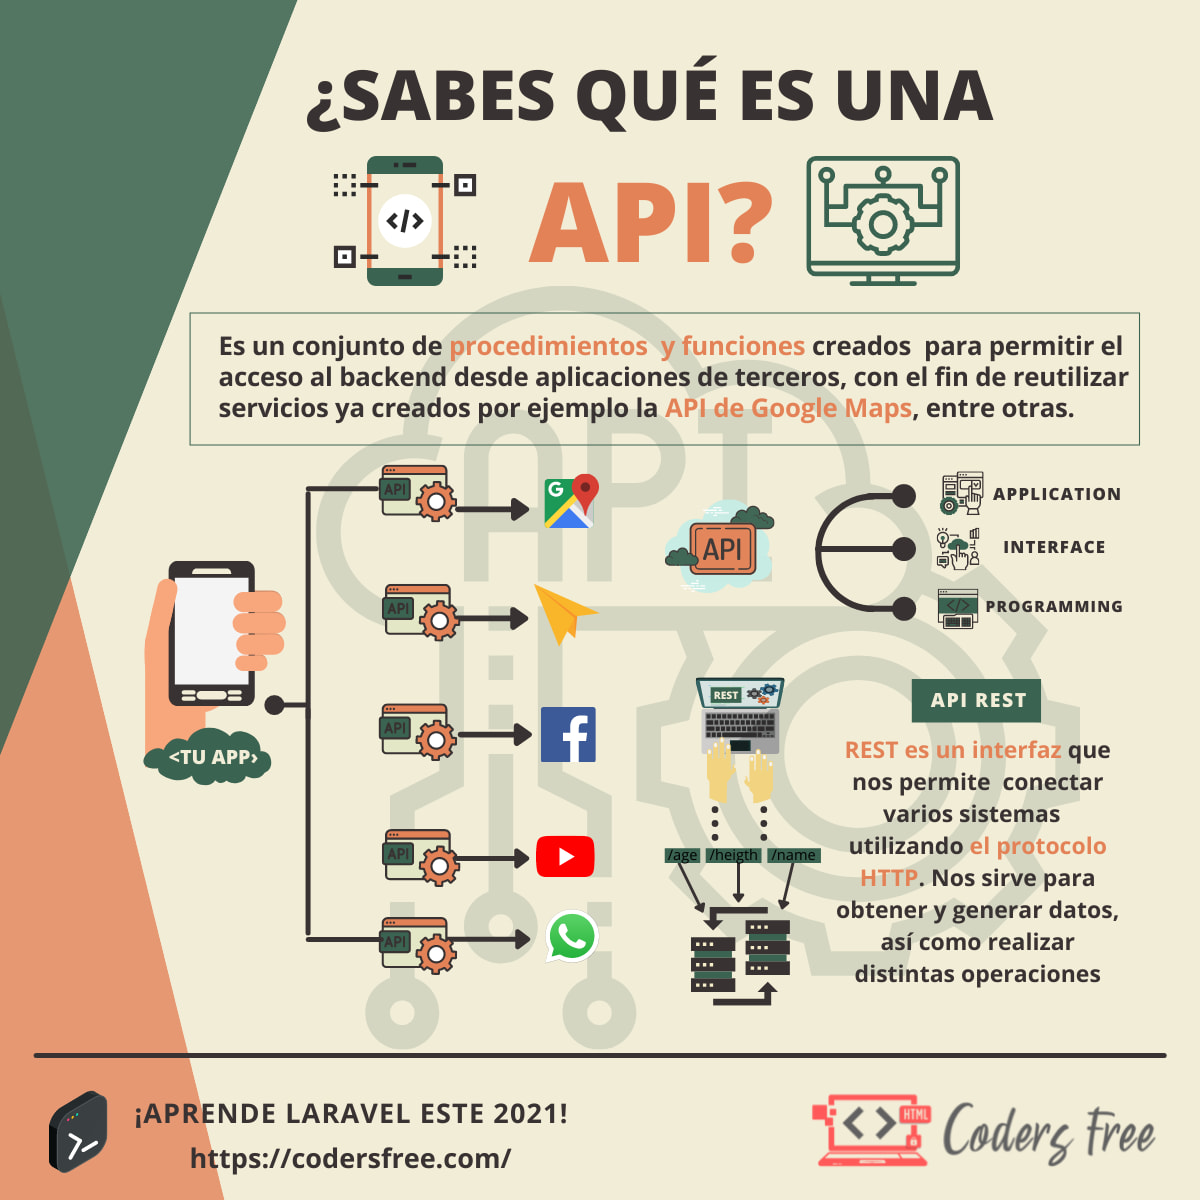 ¿SABES QUÉ ES UNA
API?
Es un conjunto de procedimientos y funciones creados para permitir el
acceso al backend desde aplicaciones de terceros, con el fin de reutilizar
servicios ya creados por ejemplo la API de Google Maps, entre otras.
API
G
API
API
API
API
<TU APP>
API
APPLICATION
INTERFACE
</>
PROGRAMMING
REST
/age /heigth /name
API REST
REST es un interfaz que
nos permite conectar
varios sistemas
utilizando el protocolo
HTTP. Nos sirve para
obtener y generar datos,
así como realizar
distintas operaciones
¡APRENDE LARAVEL ESTE 2021!
https://codersfree.com/
HTML
Coders Free